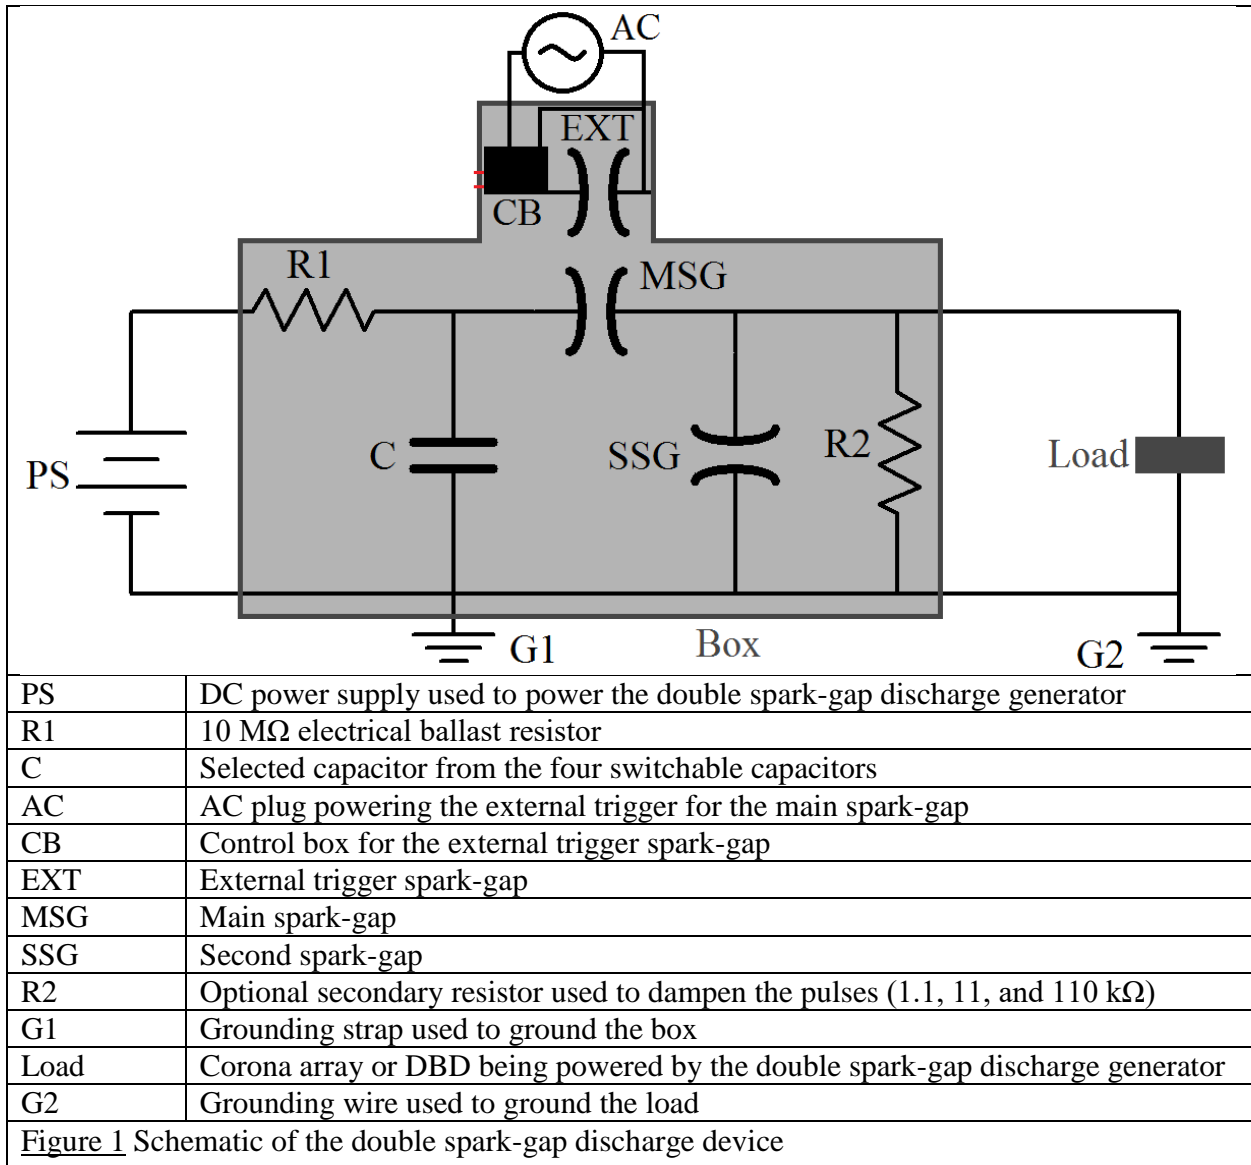 AC
EXT
CB
R1
MSG
C
SSG
R2
Load
PS
G1
Box
G2
PS DC power supply used to power the double spark-gap discharge generator
R1 10 MΩ electrical ballast resistor
C Selected capacitor from the four switchable capacitors
AC AC plug powering the external trigger for the main spark-gap
CB Control box for the external trigger spark-gap
EXT External trigger spark-gap
MSG Main spark-gap
SSG Second spark-gap
R2 Optional secondary resistor used to dampen the pulses (1.1, 11, and 110 kΩ)
G1 Grounding strap used to ground the box
Load Corona array or DBD being powered by the double spark-gap discharge generator
G2 Grounding wire used to ground the load
Figure 1 Schematic of the double spark-gap discharge device